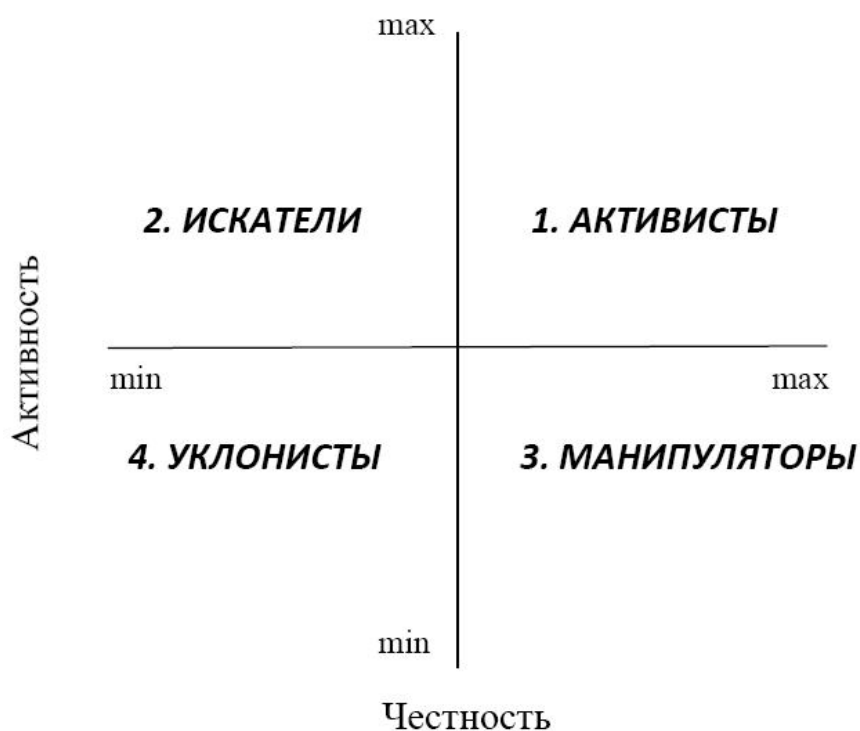 max
2. ИСКАТЕЛИ
1. АКТИВИСТЫ
Активность
min
max
4. УКЛОНИСТЫ
3. МАНИПУЛЯТОРЫ
min
Честность